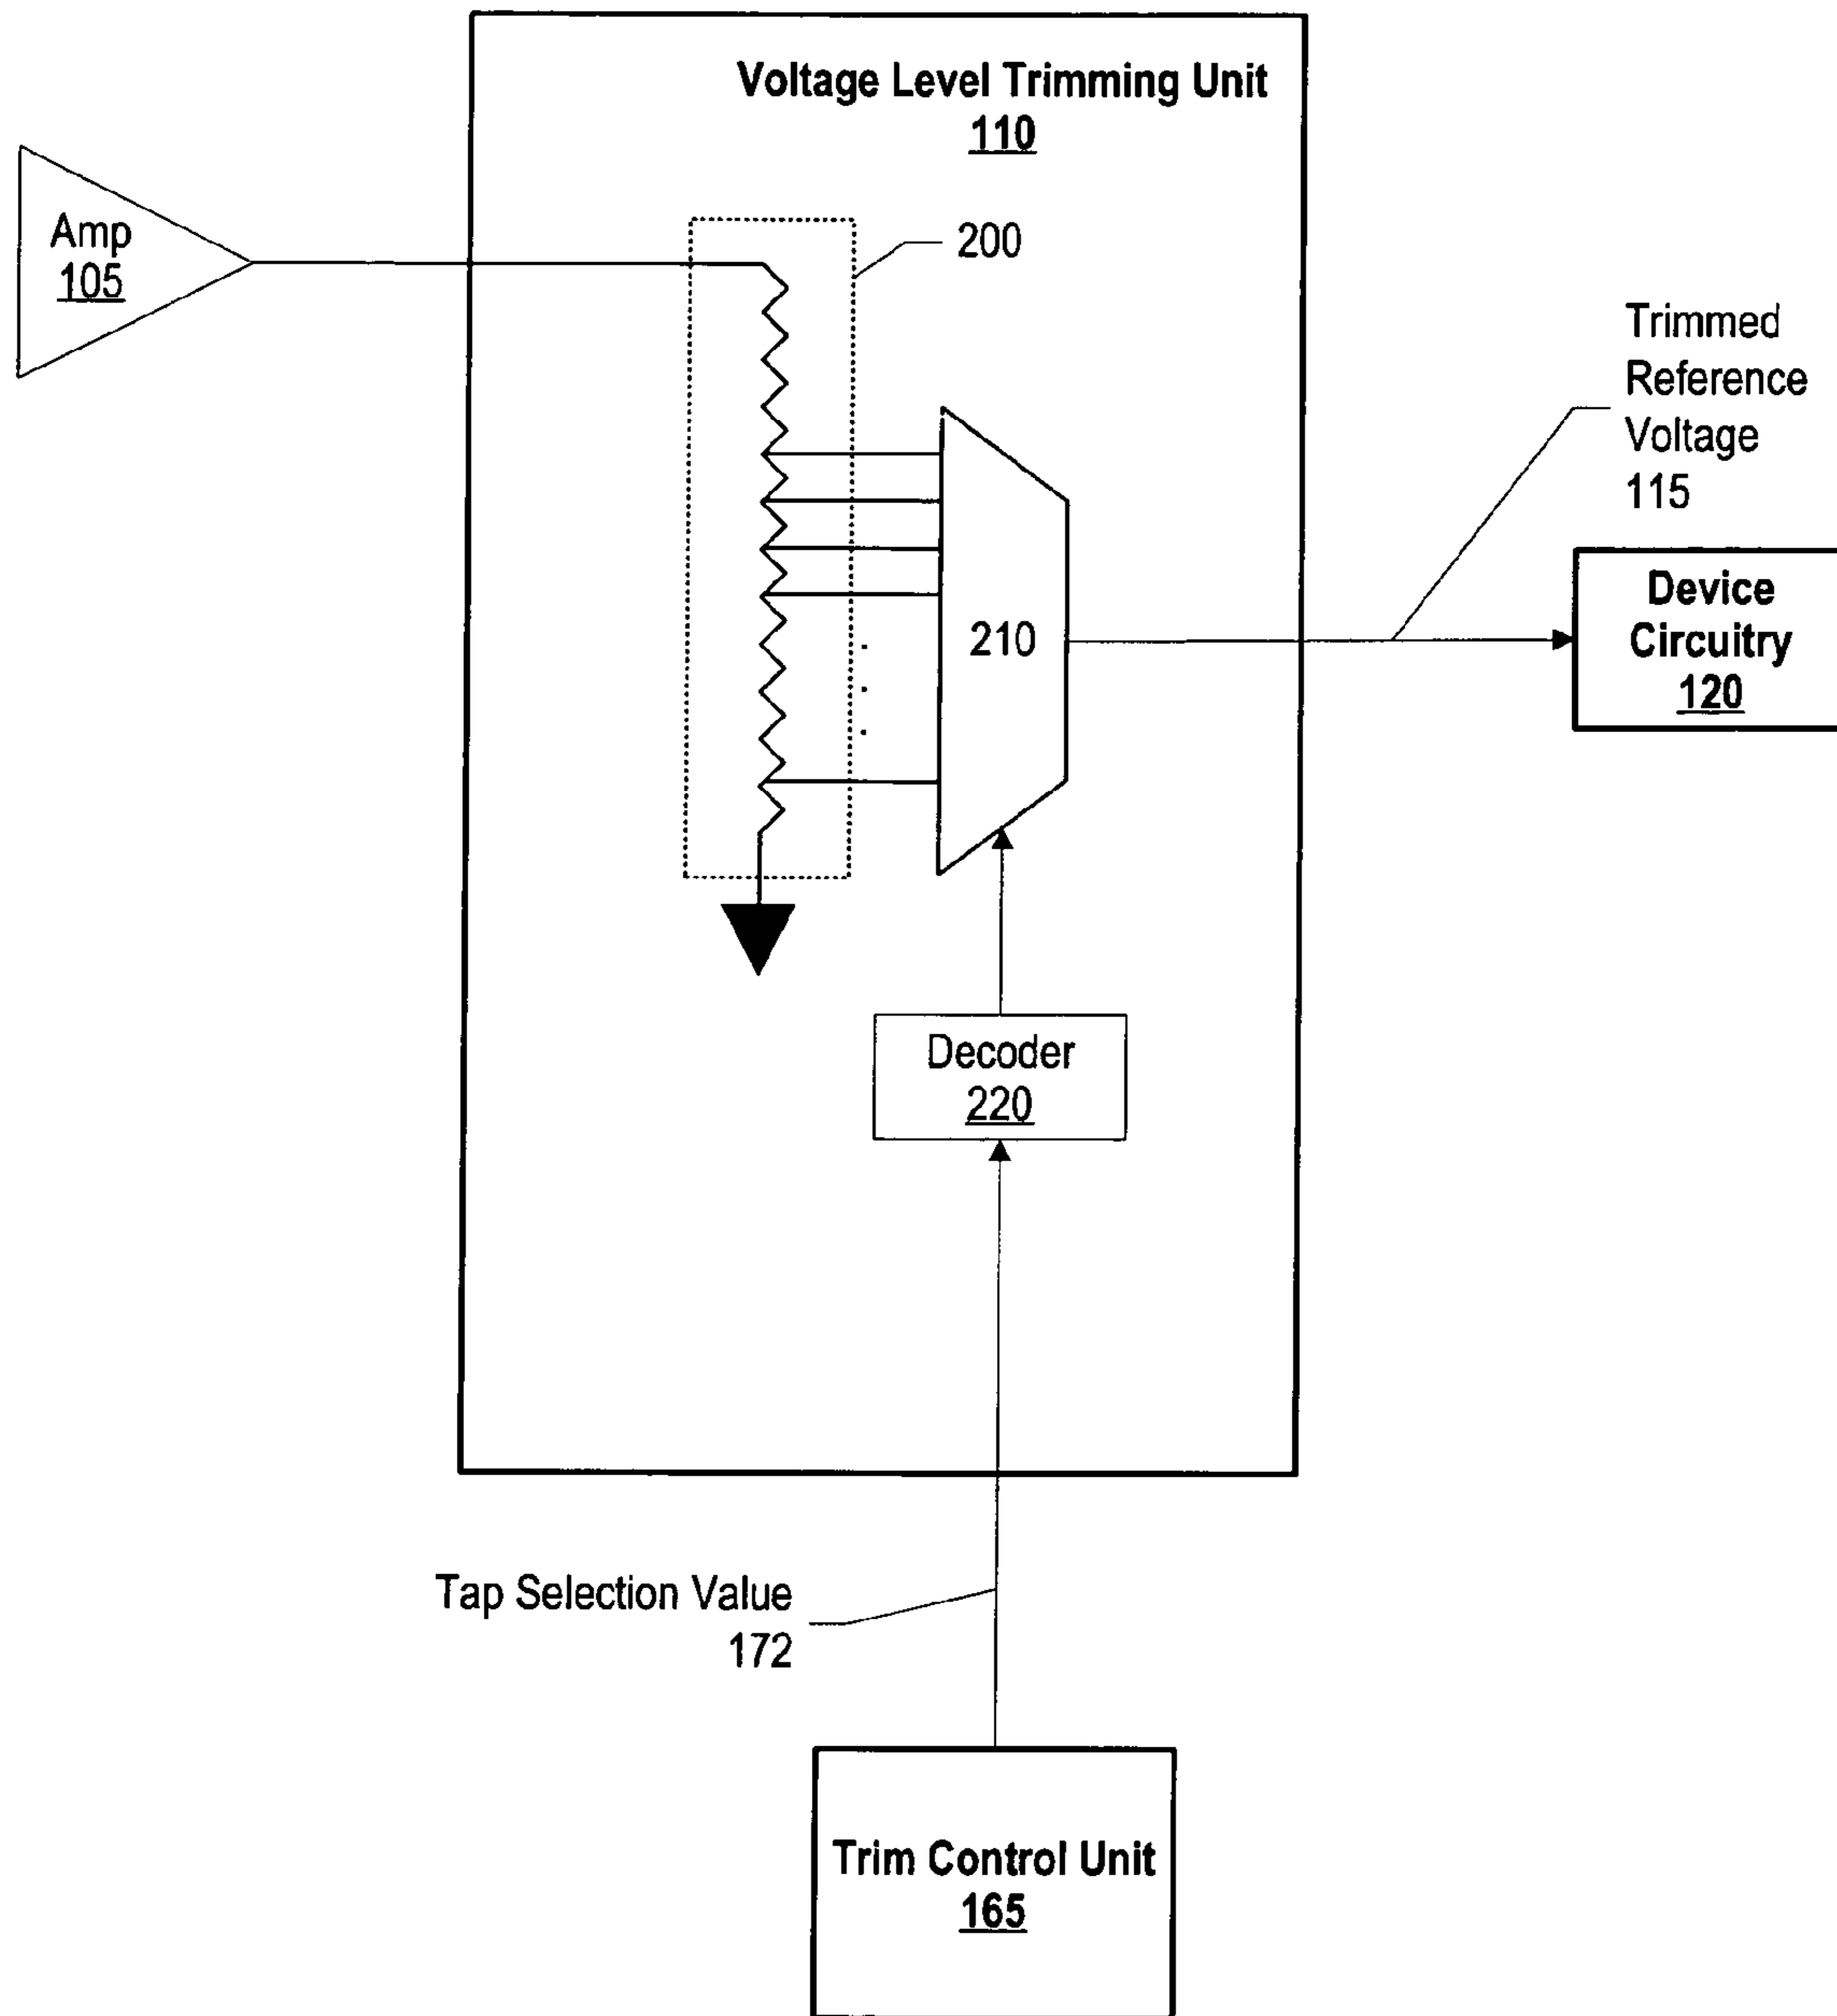 Voltage Level Trimming Unit
110
Amp
105
200
Trimmed
Reference
Voltage
115
210
Device
Circuitry
120
Decoder
220
Tap Selection Value
172
Trim Control Unit
165